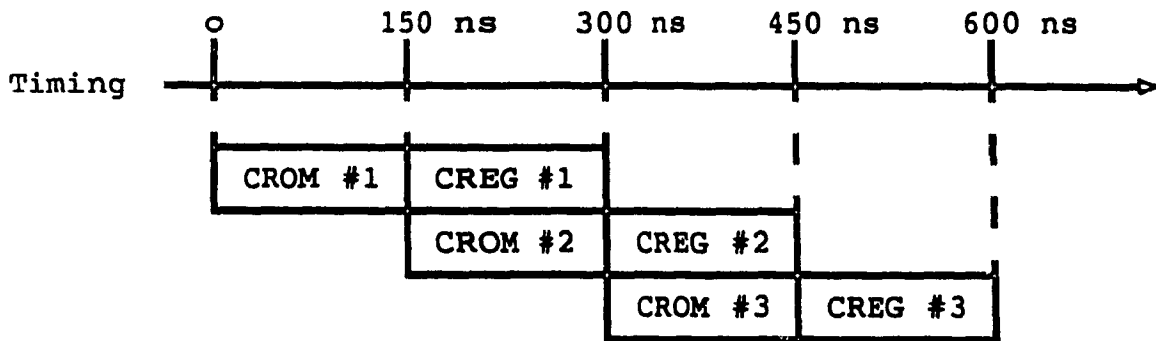 0 150 ns 300 ns 450 ns 600 ns
Timing
CROM #1 CREG #1
CROM #2 CREG #2
CROM #3 CREG #3